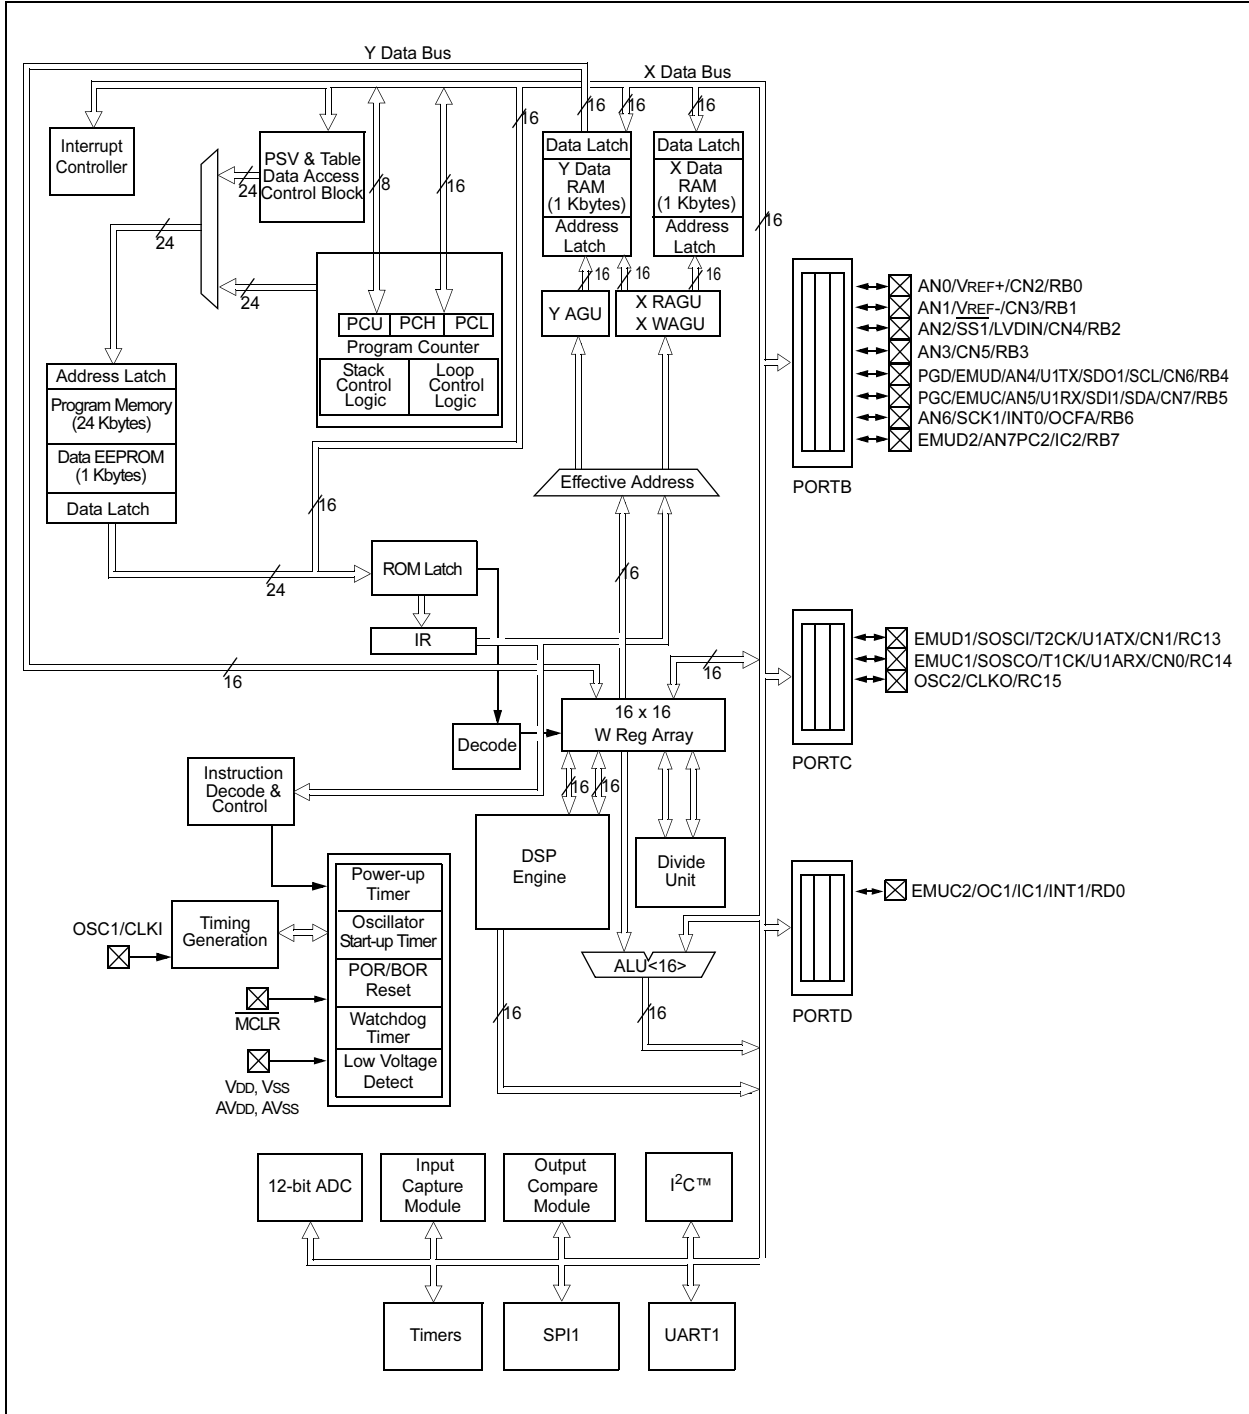 Y Data Bus
X Data Bus
16
16
16
16
Interrupt
Controller
PSV & Table
Data Access
Control Block
24
8
16
Data Latch
Y Data
RAM
(1 Kbytes)
Address
Latch
Data Latch
X Data
RAM
(1 Kbytes)
Address
Latch
16
24
24
16
16
16
Y AGU
X RAGU
X WAGU
PCU PCH PCL
Program Counter
Stack
Control
Logic
Loop
Control
Logic
Address Latch
Program Memory
(24 Kbytes)
Data EEPROM
(1 Kbytes)
Data Latch
16
Effective Address
24
ROM Latch
16
IR
16
16
16 x 16
W Reg Array
Decode
Instruction
Decode &
Control
16
16
DSP
Engine
Divide
Unit
Power-up
Timer
Oscillator
Start-up Timer
POR/BOR
Reset
Watchdog
Timer
Low Voltage
Detect
OSC1/CLKI
Timing
Generation
MCLR
VDD, VSS
AVDD, AVSS
ALU<16>
16
16
AN0/VREF+/CN2/RB0
AN1/VREF-/CN3/RB1
AN2/SS1/LVDIN/CN4/RB2
AN3/CN5/RB3
PGD/EMUD/AN4/U1TX/SDO1/SCL/CN6/RB4
PGC/EMUC/AN5/U1RX/SDI1/SDA/CN7/RB5
AN6/SCK1/INT0/OCFA/RB6
EMUD2/AN7PC2/IC2/RB7
PORTB
EMUD1/SOSCI/T2CK/U1ATX/CN1/RC13
EMUC1/SOSCO/T1CK/U1ARX/CN0/RC14
OSC2/CLKO/RC15
PORTC
EMUC2/OC1/IC1/INT1/RD0
PORTD
12-bit ADC
Input
Capture
Module
Output
Compare
Module
I²C™
Timers
SPI1
UART1